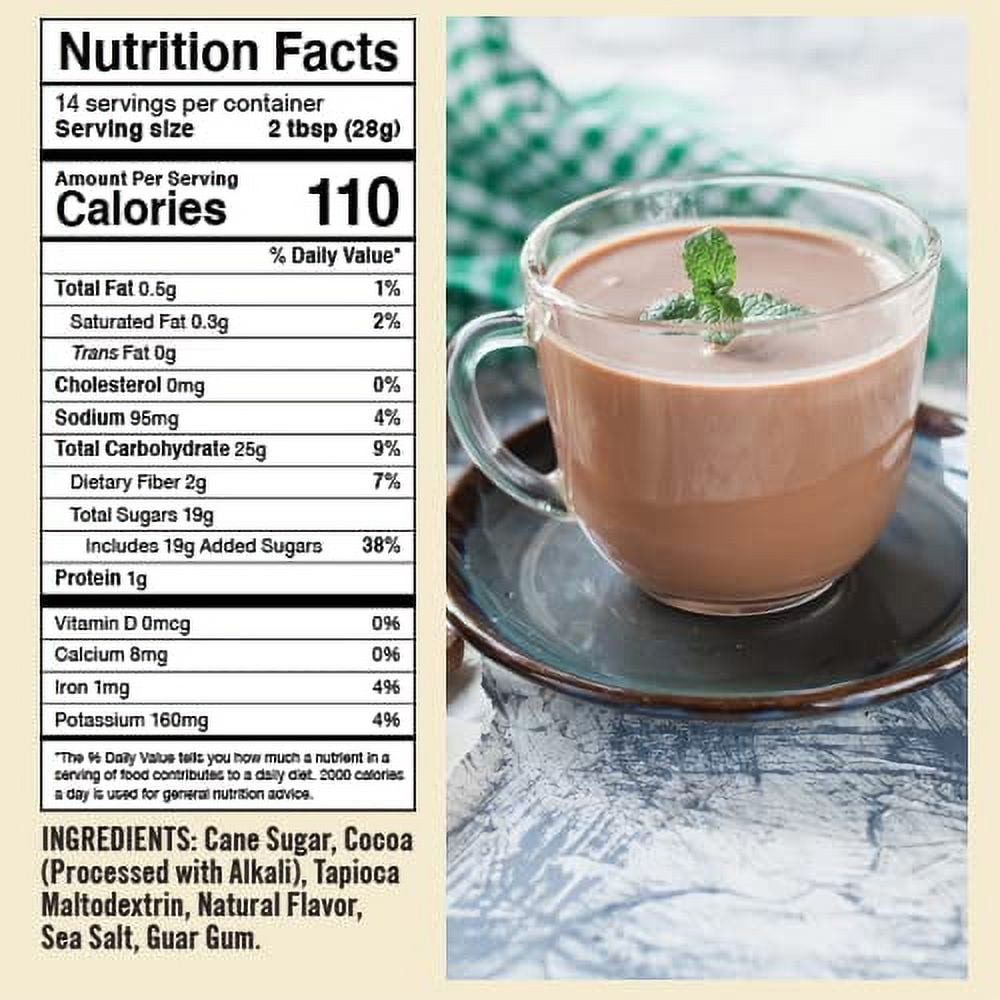 Nutrition Facts
14 servings per container
Serving size 2 tbsp (28g)
Amount Per Serving
Calories 110
% Daily Value*
Total Fat 0.5g 1%
Saturated Fat 0.3g 2%
Trans Fat 0g
Cholesterol 0mg 0%
Sodium 95mg 4%
Total Carbohydrate 25g 9%
Dietary Fiber 2g 7%
Total Sugars 19g
Includes 19g Added Sugars 38%
Protein 1g
Vitamin D 0mcg 0%
Calcium 8mg 0%
Iron 1mg 4%
Potassium 160mg 4%
*The % Daily Value tells you how much a nutrient in a
serving of food contributes to a daily diet. 2000 calories
a day is used for general nutrition advice.
INGREDIENTS: Cane Sugar, Cocoa
(Processed with Alkali), Tapioca
Maltodextrin, Natural Flavor,
Sea Salt, Guar Gum.